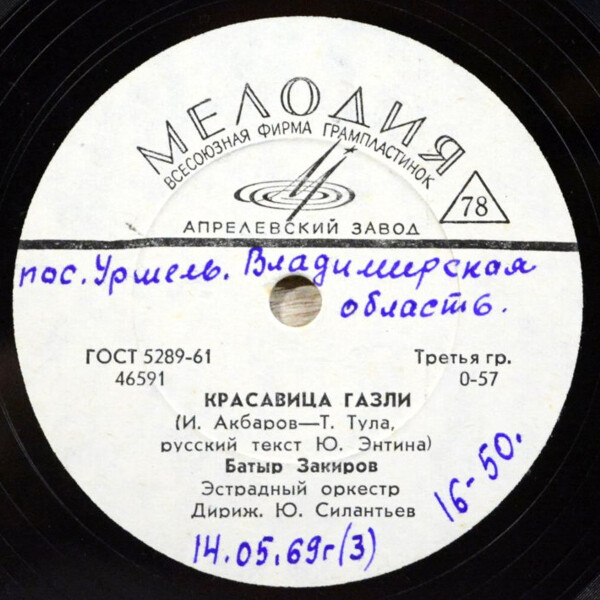 МЕЛОДИЯ
ВСЕСОЮЗНАЯ ФИРМА ГРАМПЛАСТИНОК
78
АПРЕЛЕВСКИЙ ЗАВОД
пос. Уршель. Владимирская
область.
ГОСТ 5289-61 Третья гр.
46591 0-57
КРАСАВИЦА ГАЗЛИ
(И. Акбаров—Т. Тула,
русский текст Ю. Энтина)
Батыр Закиров
Эстрадный оркестр
Дириж. Ю. Силантьев
16-50.
14.05.69г(3)